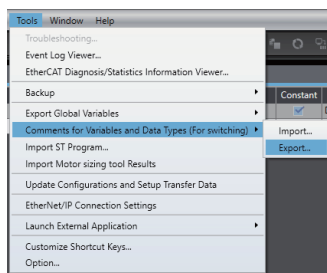 Tools Window Help
Troubleshooting...
Event Log Viewer...
EtherCAT Diagnosis/Statistics Information Viewer...
Backup
Export Global Variables
Comments for Variables and Data Types (For switching)
Import ST Program...
Import Motor sizing tool Results
Update Configurations and Setup Transfer Data
EtherNet/IP Connection Settings
Launch External Application
Customize Shortcut Keys...
Option...
Constant
Import...
Export...